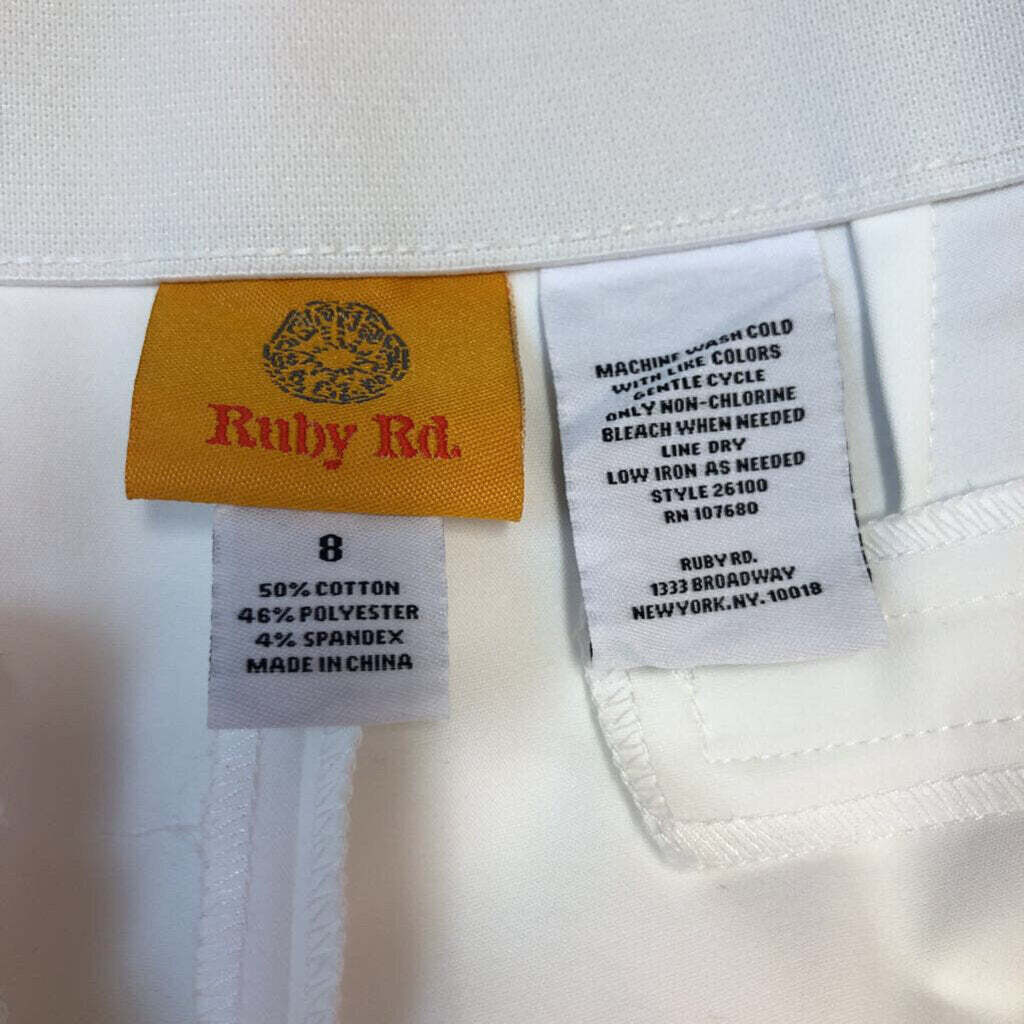 Ruby Rd.
8
50% COTTON
46% POLYESTER
4% SPANDEX
MADE IN CHINA
MACHINE WASH COLD
WITH LIKE COLORS
GENTLE CYCLE
ONLY NON-CHLORINE
BLEACH WHEN NEEDED
LINE DRY
LOW IRON AS NEEDED
STYLE 26100
RN 107680
RUBY RD.
1333 BROADWAY
NEW YORK. NY. 10018